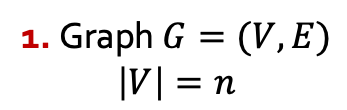 1. Graph G = (V, E)
|V| = n